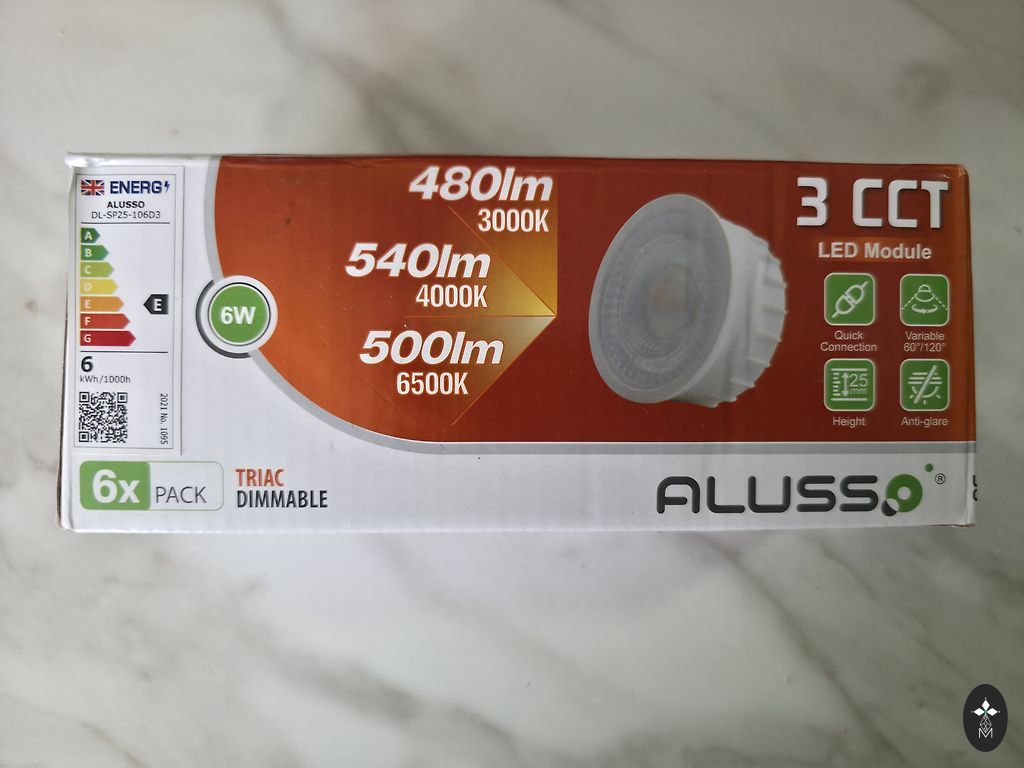 ENERG
ALUSSO
DL-SP25-106D3
A
B
C
D
E
F
G
E
6
kWh/1000h
2021 No. 1095
6W
480lm
3000K
540lm
4000K
500lm
6500K
3 CCT
LED Module
Quick
Connection
Variable
60°/120°
25
mm
Height
Anti-glare
6x PACK
TRIAC
DIMMABLE
ALUSSO®
M